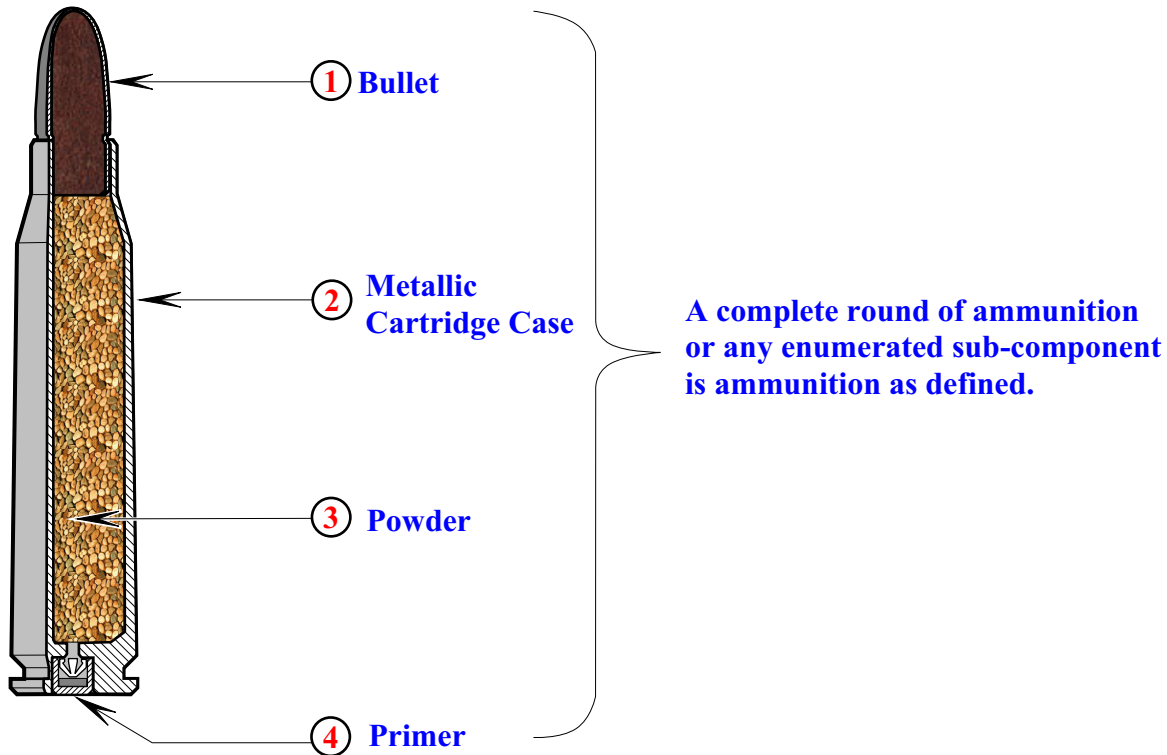 1 Bullet
2 Metallic
Cartridge Case
A complete round of ammunition
or any enumerated sub-component
is ammunition as defined.
3 Powder
4 Primer